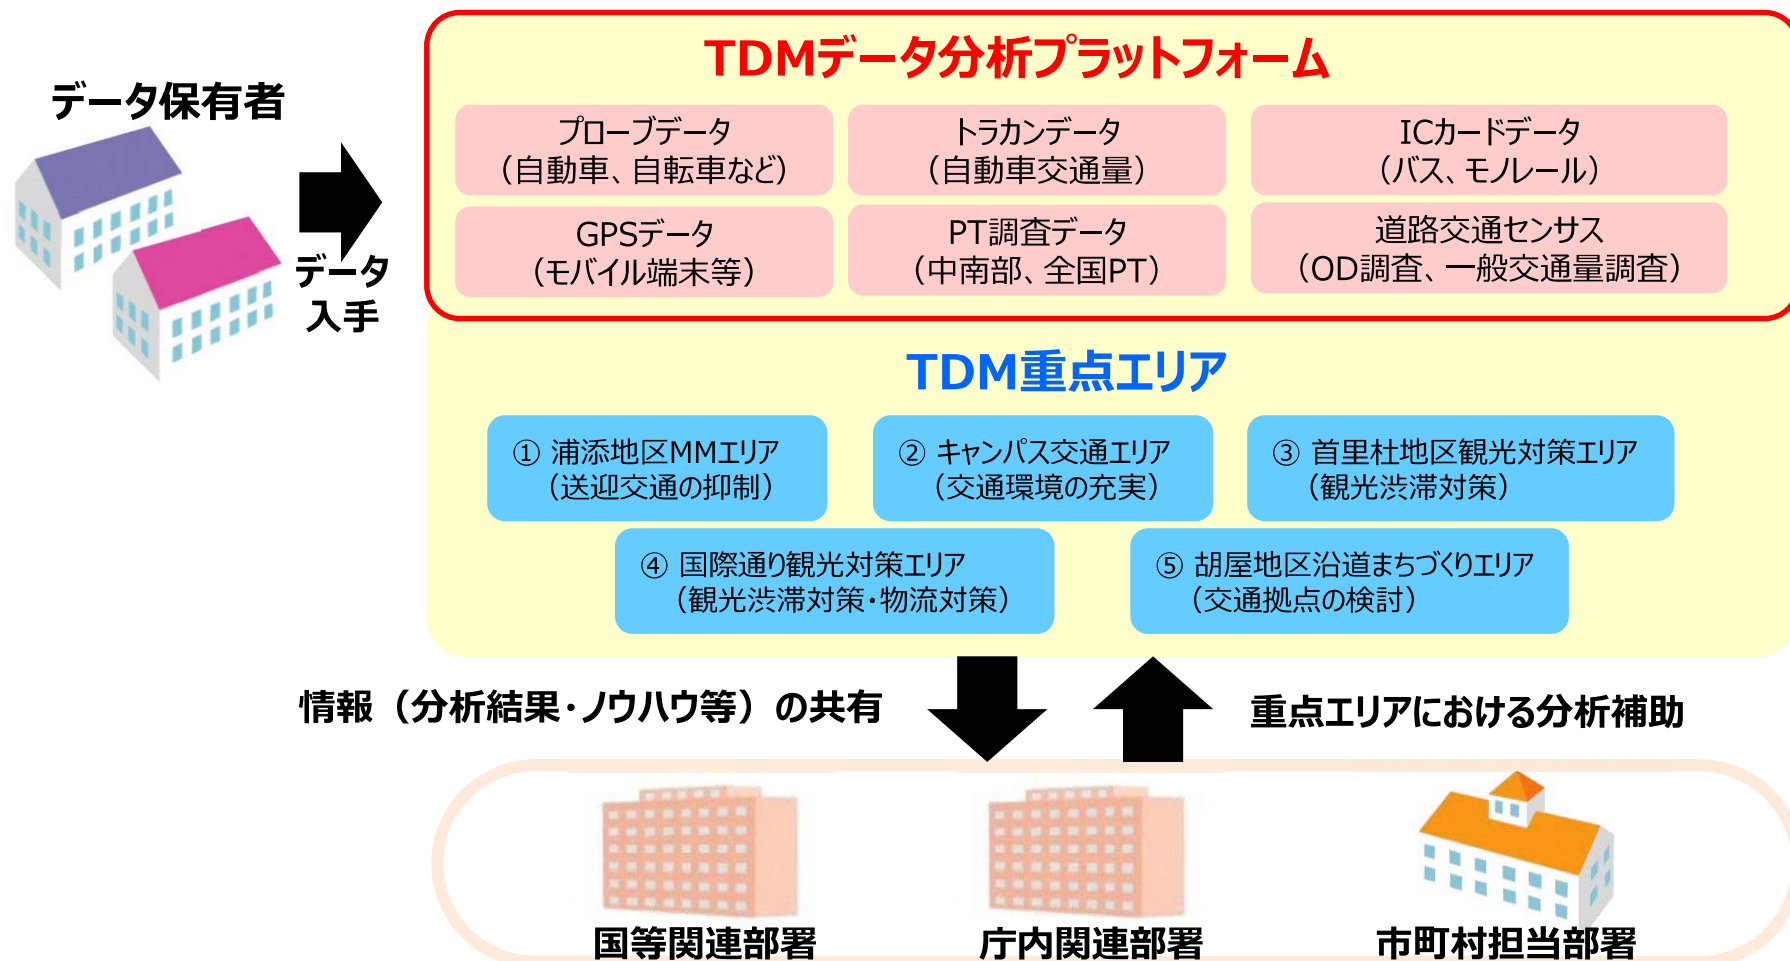 TDMデータ分析プラットフォーム
データ保有者
プローブデータ
（自動車、自転車など）
トラカンデータ
（自動車交通量）
ICカードデータ
（バス、モノレール）
GPSデータ
（モバイル端末等）
PT調査データ
（中南部、全国PT）
道路交通センサス
（OD調査、一般交通量調査）
データ
入手
TDM重点エリア
① 浦添地区MMエリア
（送迎交通の抑制）
② キャンパス交通エリア
（交通環境の充実）
③ 首里杜地区観光対策エリア
（観光渋滞対策）
④ 国際通り観光対策エリア
（観光渋滞対策・物流対策）
⑤ 胡屋地区沿道まちづくりエリア
（交通拠点の検討）
情報（分析結果・ノウハウ等）の共有
重点エリアにおける分析補助
国等関連部署
庁内関連部署
市町村担当部署